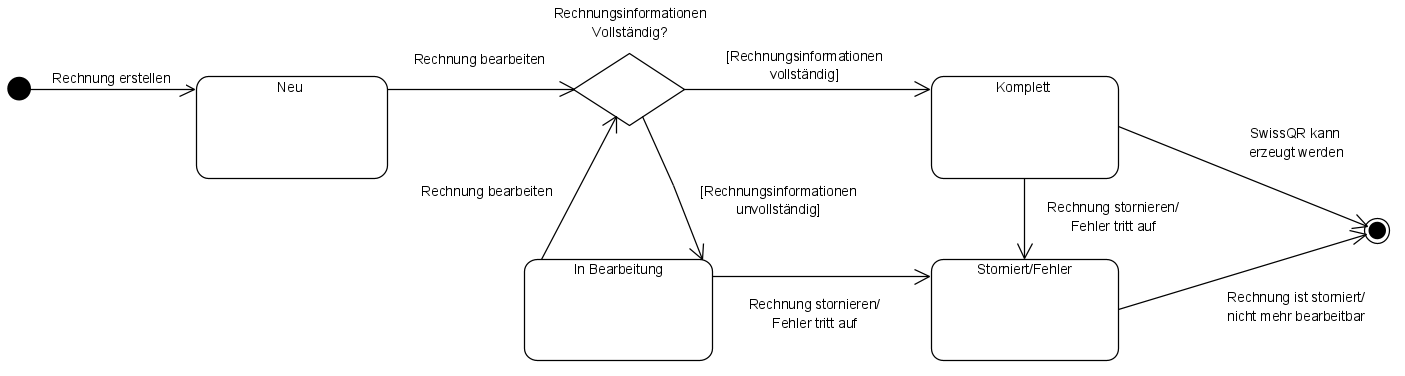 Rechnungsinformationen
Vollständig?
Rechnung erstellen
Neu
Rechnung bearbeiten
[Rechnungsinformationen
vollständig]
Komplett
SwissQR kann
erzeugt werden
Rechnung bearbeiten
[Rechnungsinformationen
unvollständig]
Rechnung stornieren/
Fehler tritt auf
In Bearbeitung
Rechnung stornieren/
Fehler tritt auf
Storniert/Fehler
Rechnung ist storniert/
nicht mehr bearbeitbar